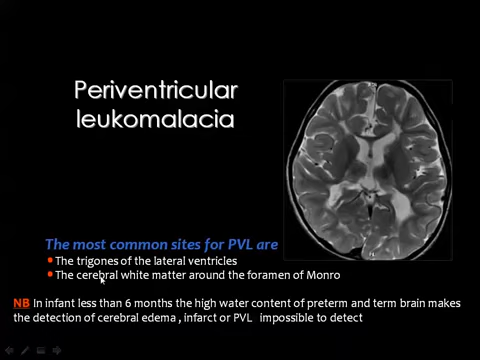 Periventricular
leukomalacia
The most common sites for PVL are
The trigones of the lateral ventricles
The cerebral white matter around the foramen of Monro
NB In infant less than 6 months the high water content of preterm and term brain makes
the detection of cerebral edema , infarct or PVL impossible to detect